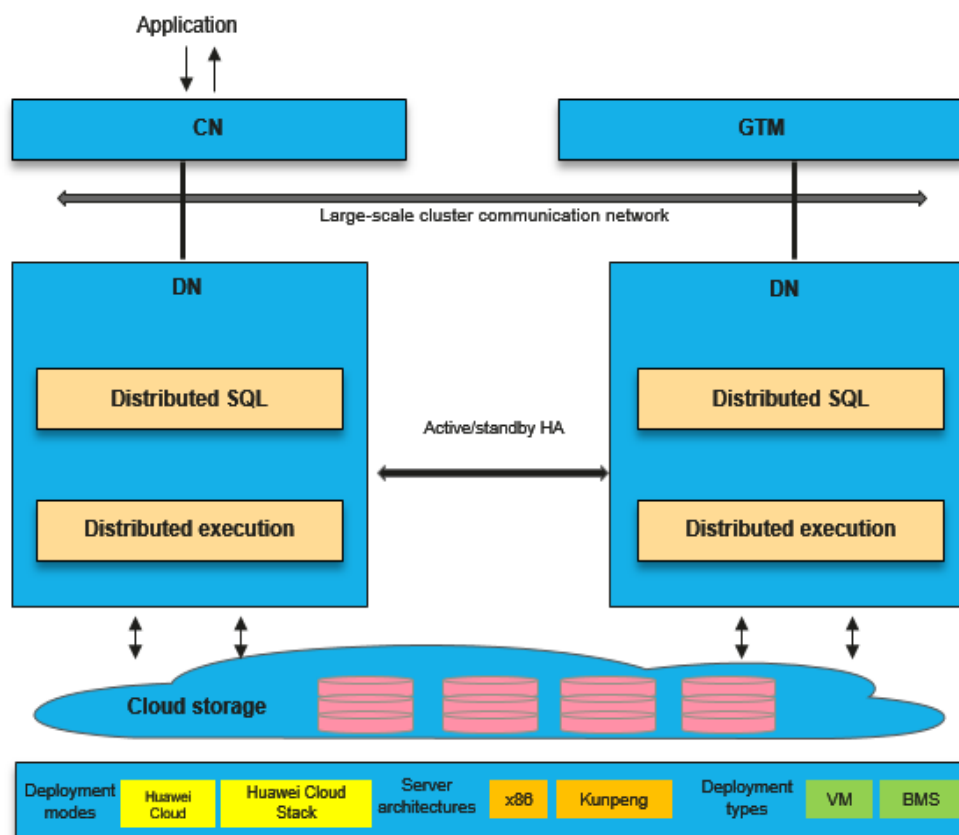 Application
CN
GTM
Large-scale cluster communication network
DN
DN
Distributed SQL
Distributed SQL
Active/standby HA
Distributed execution
Distributed execution
Cloud storage
Deployment
modes
Huawei
Cloud
Huawei Cloud
Stack
Server
architectures
x86
Kunpeng
Deployment
types
VM
BMS